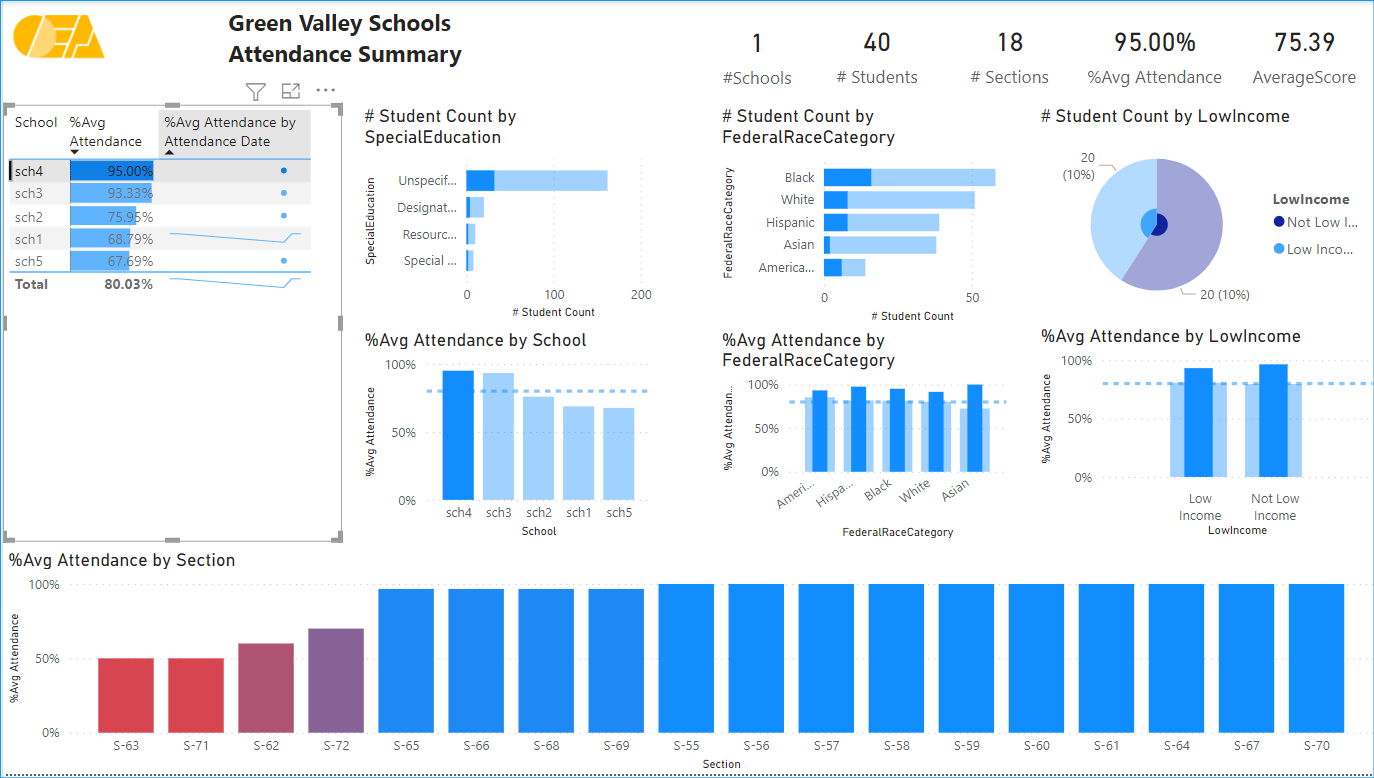 Green Valley Schools
Attendance Summary
1
#Schools
40
# Students
18
# Sections
95.00%
%Avg Attendance
75.39
AverageScore
School
%Avg
Attendance
%Avg Attendance by
Attendance Date
sch4 95.00%
sch3 93.33%
sch2 75.95%
sch1 68.79%
sch5 67.69%
Total 80.03%
# Student Count by
SpecialEducation
SpecialEducation
Unspecif...
Designat...
Resourc...
Special ...
0 100 200
# Student Count
# Student Count by
FederalRaceCategory
FederalRaceCategory
Black
White
Hispanic
Asian
America...
0 50
# Student Count
# Student Count by LowIncome
20
(10%)
20 (10%)
LowIncome
Not Low I...
Low Inco...
%Avg Attendance by School
%Avg Attendance
100%
50%
0%
sch4 sch3 sch2 sch1 sch5
School
%Avg Attendance by
FederalRaceCategory
%Avg Attendan...
100%
50%
0%
Ameri... Hispa... Black White Asian
FederalRaceCategory
%Avg Attendance by LowIncome
%Avg Attendance
100%
50%
0%
Low
Income
Not Low
Income
LowIncome
%Avg Attendance by Section
%Avg Attendance
100%
50%
0%
S-63 S-71 S-62 S-72 S-65 S-66 S-68 S-69 S-55 S-56 S-57 S-58 S-59 S-60 S-61 S-64 S-67 S-70
Section